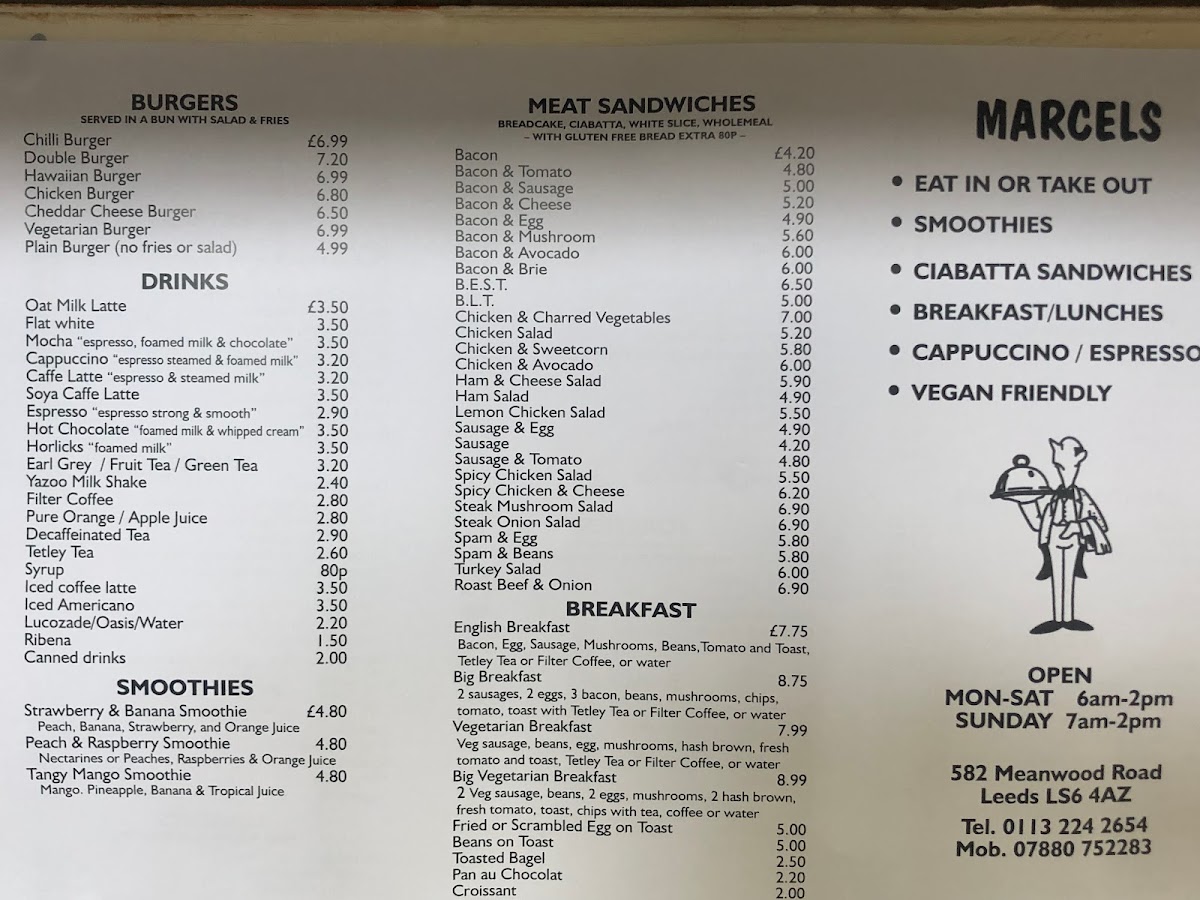 BURGERS
SERVED IN A BUN WITH SALAD & FRIES
Chilli Burger £6.99
Double Burger 7.20
Hawaiian Burger 6.99
Chicken Burger 6.80
Cheddar Cheese Burger 6.50
Vegetarian Burger 6.99
Plain Burger (no fries or salad) 4.99
DRINKS
Oat Milk Latte £3.50
Flat white 3.50
Mocha “espresso, foamed milk & chocolate” 3.50
Cappuccino “espresso steamed & foamed milk” 3.20
Caffe Latte “espresso & steamed milk” 3.20
Soya Caffe Latte 3.50
Espresso “espresso strong & smooth” 2.90
Hot Chocolate “foamed milk & whipped cream” 3.50
Horlicks “foamed milk” 3.50
Earl Grey / Fruit Tea / Green Tea 3.20
Yazoo Milk Shake 2.40
Filter Coffee 2.80
Pure Orange / Apple Juice 2.80
Decaffeinated Tea 2.90
Tetley Tea 2.60
Syrup 80p
Iced coffee latte 3.50
Iced Americano 3.50
Lucozade/Oasis/Water 2.20
Ribena 1.50
Canned drinks 2.00
SMOOTHIES
Strawberry & Banana Smoothie £4.80
Peach, Banana, Strawberry, and Orange Juice
Peach & Raspberry Smoothie 4.80
Nectarines or Peaches, Raspberries & Orange Juice
Tangy Mango Smoothie 4.80
Mango. Pineapple, Banana & Tropical Juice
MEAT SANDWICHES
BREADCAKE, CIABATTA, WHITE SLICE, WHOLEMEAL
– WITH GLUTEN FREE BREAD EXTRA 80P –
Bacon £4.20
Bacon & Tomato 4.80
Bacon & Sausage 5.00
Bacon & Cheese 5.20
Bacon & Egg 4.90
Bacon & Mushroom 5.60
Bacon & Avocado 6.00
Bacon & Brie 6.00
B.E.S.T. 6.50
B.L.T. 5.00
Chicken & Charred Vegetables 7.00
Chicken Salad 5.20
Chicken & Sweetcorn 5.80
Chicken & Avocado 6.00
Ham & Cheese Salad 5.90
Ham Salad 4.90
Lemon Chicken Salad 5.50
Sausage & Egg 4.90
Sausage 4.20
Sausage & Tomato 4.80
Spicy Chicken Salad 5.50
Spicy Chicken & Cheese 6.20
Steak Mushroom Salad 6.90
Steak Onion Salad 6.90
Spam & Egg 5.80
Spam & Beans 5.80
Turkey Salad 6.00
Roast Beef & Onion 6.90
BREAKFAST
English Breakfast £7.75
Bacon, Egg, Sausage, Mushrooms, Beans,Tomato and Toast,
Tetley Tea or Filter Coffee, or water
Big Breakfast 8.75
2 sausages, 2 eggs, 3 bacon, beans, mushrooms, chips,
tomato, toast with Tetley Tea or Filter Coffee, or water
Vegetarian Breakfast 7.99
Veg sausage, beans, egg, mushrooms, hash brown, fresh
tomato and toast, Tetley Tea or Filter Coffee, or water
Big Vegetarian Breakfast 8.99
2 Veg sausage, beans, 2 eggs, mushrooms, 2 hash brown,
fresh tomato, toast, chips with tea, coffee or water
Fried or Scrambled Egg on Toast 5.00
Beans on Toast 5.00
Toasted Bagel 2.50
Pan au Chocolat 2.20
Croissant 2.00
MARCELS
• EAT IN OR TAKE OUT
• SMOOTHIES
• CIABATTA SANDWICHES
• BREAKFAST/LUNCHES
• CAPPUCCINO / ESPRESSO
• VEGAN FRIENDLY
OPEN
MON-SAT 6am-2pm
SUNDAY 7am-2pm
582 Meanwood Road
Leeds LS6 4AZ
Tel. 0113 224 2654
Mob. 07880 752283